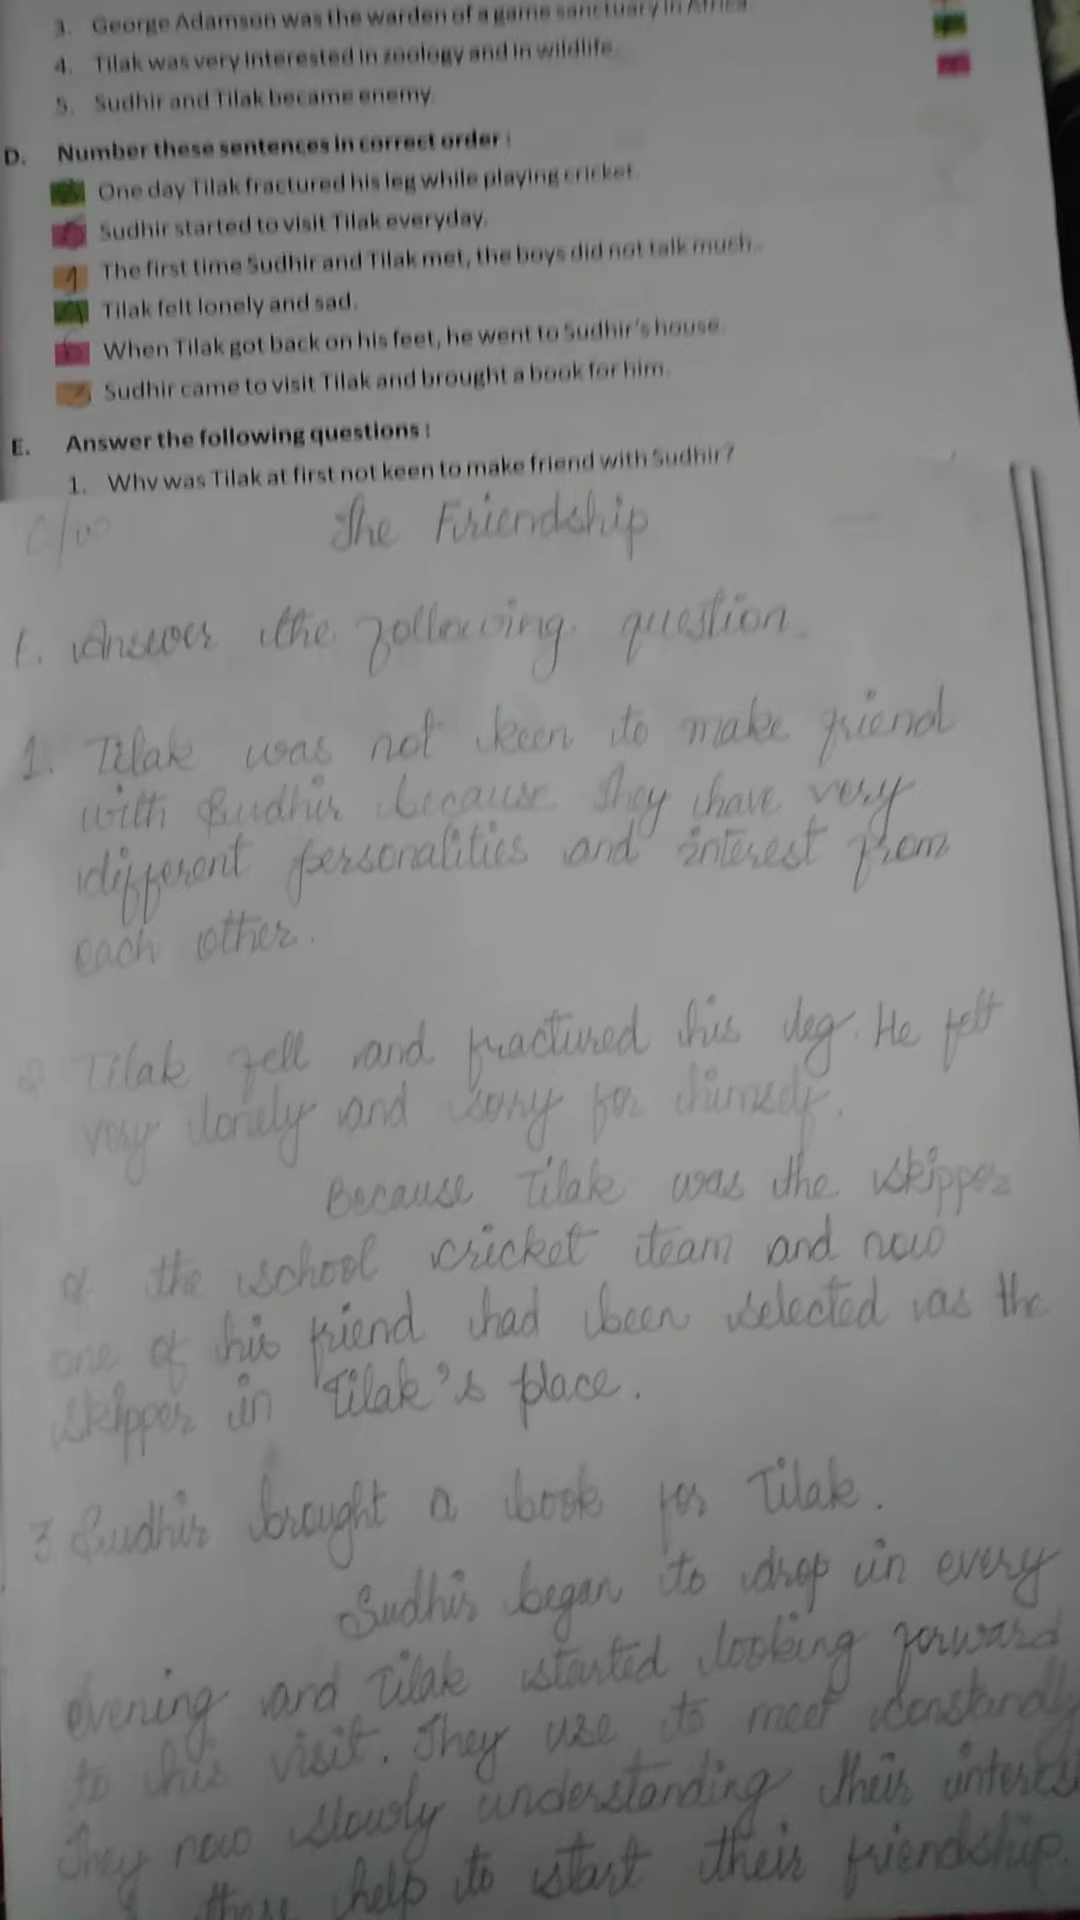 3. George Adamson was the warden of a game sanctuary in Africa.
4. Tilak was very interested in zoology and in wildlife.
5. Sudhir and Tilak became enemy.
D. Number these sentences in correct order :
One day Tilak fractured his leg while playing cricket.
5 Sudhir started to visit Tilak everyday.
1 The first time Sudhir and Tilak met, the boys did not talk much.
Tilak felt lonely and sad.
6 When Tilak got back on his feet, he went to Sudhir's house.
Sudhir came to visit Tilak and brought a book for him.
E. Answer the following questions :
1. Why was Tilak at first not keen to make friend with Sudhir?
The Friendship
Answer the following question.
1. Tilak was not keen to make friend
with Sudhir because they have very
different personalities and interest from
each other.
2 Tilak fell and fractured his leg. He felt
very lonely and sorry for himself.
Because Tilak was the skipper
of the school cricket team and now
one of his friend had been selected as the
skipper in Tilak's place.
3 Sudhir brought a book for Tilak.
Sudhir began to drop in every
evening and Tilak started looking forward
to his visit. They use to meet constandly
They now slowly understanding their interes
these help to start their friendship.